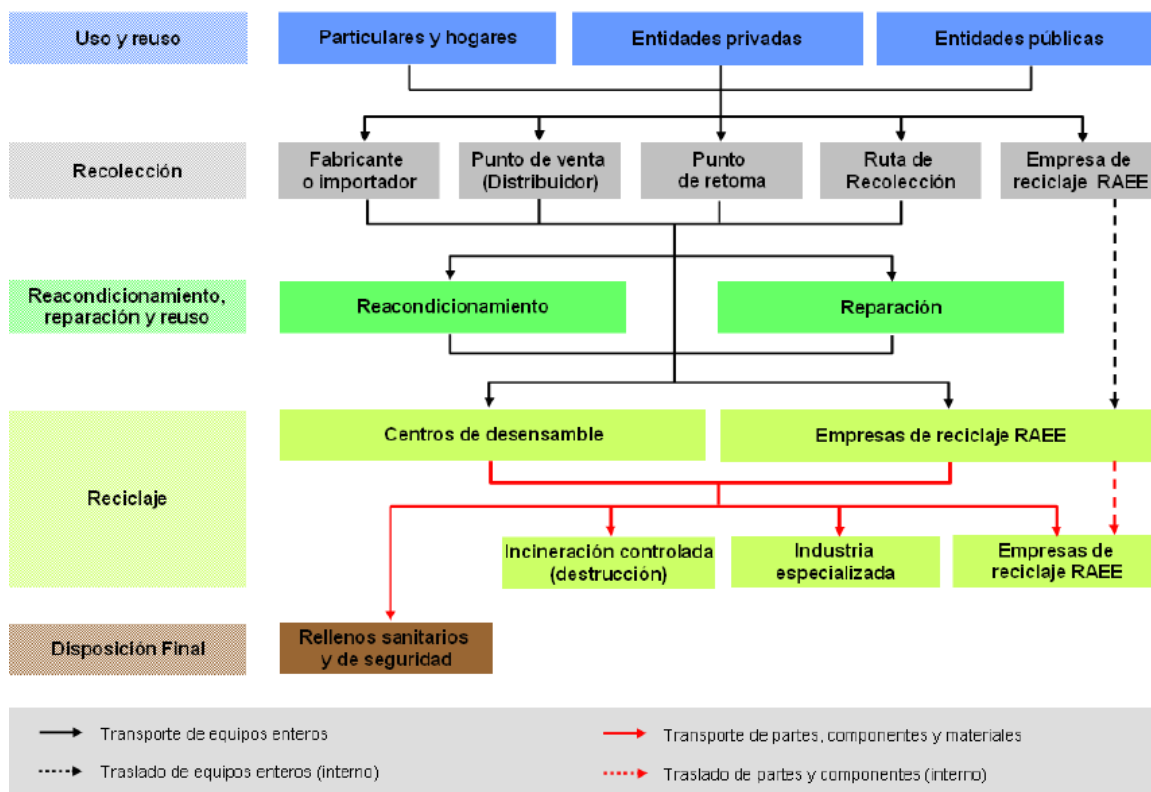 Uso y reuso
Particulares y hogares
Entidades privadas
Entidades públicas
Recolección
Fabricante
o importador
Punto de venta
(Distribuidor)
Punto
de retoma
Ruta de
Recolección
Empresa de
reciclaje RAEE
Reacondicionamiento,
reparación y reuso
Reacondicionamiento
Reparación
Reciclaje
Centros de desensamble
Empresas de reciclaje RAEE
Incineración controlada
(destrucción)
Industria
especializada
Empresas de
reciclaje RAEE
Disposición Final
Rellenos sanitarios
y de seguridad
Transporte de equipos enteros
Transporte de partes, componentes y materiales
Traslado de equipos enteros (interno)
Traslado de partes y componentes (interno)